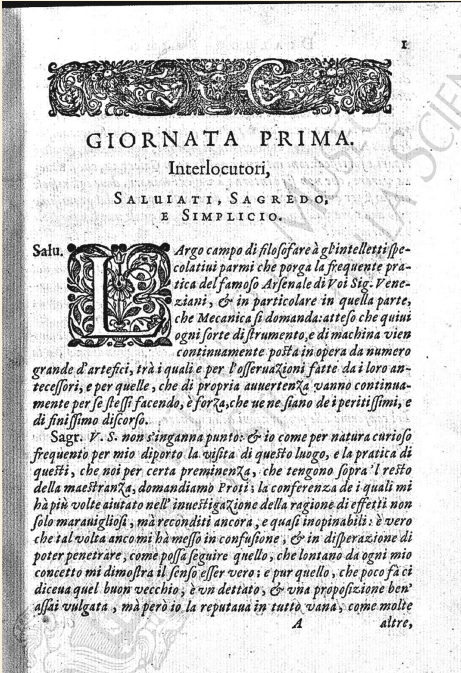 1
GIORNATA PRIMA.
Interlocutori,
SALUIATI, SAGREDO,
E SIMPLICIO.
Salu. LArgo campo di filosofare à gl'intelletti ſpe-
colatiui parmi che porga la frequente pra-
tica del famoso Arſenale di Voi Sig. Vene-
ziani, & in particolare in quella parte,
che Mecanica ſi domanda: atteſo che quiui
ogni ſorte di ſtrumento, e di machina vien
continuamente poſta in opera da numero
grande d'artefici, trà i quali e per l'oſſeruazioni fatte da i loro an-
teceſſori, e per quelle, che di propria auuertenza vanno continua-
mente per ſe ſteſſi facendo, è forza, che ue ne ſiano de i peritiſſimi, e
di finiſſimo diſcorſo.
Sagr. V. S. non s'inganna punto: & io come per natura curioſo
frequento per mio diporto la viſita di queſto luogo, e la pratica di
queſti, che noi per certa preminenza, che tengono ſopra 'l reſto
della maeſtranza, domandiamo Proti; la conferenza de i quali mi
hà più volte aiutato nell'inueſtigazione della ragione di effetti non
ſolo marauiglioſi, mà reconditi ancora, e quaſi inopinabili: è vero
che tal volta anco mi hà meſſo in confuſione, & in diſperazione di
poter penetrare, come poſſa ſeguire quello, che lontano da ogni mio
concetto mi dimoſtra il ſenſo eſſer vero; e pur quello, che poco fà ci
diceua quel buon vecchio, è vn dettato, & vna propoſizione ben'
aſſai vulgata, mà però io la reputaua in tutto vana, come molte
A altre,